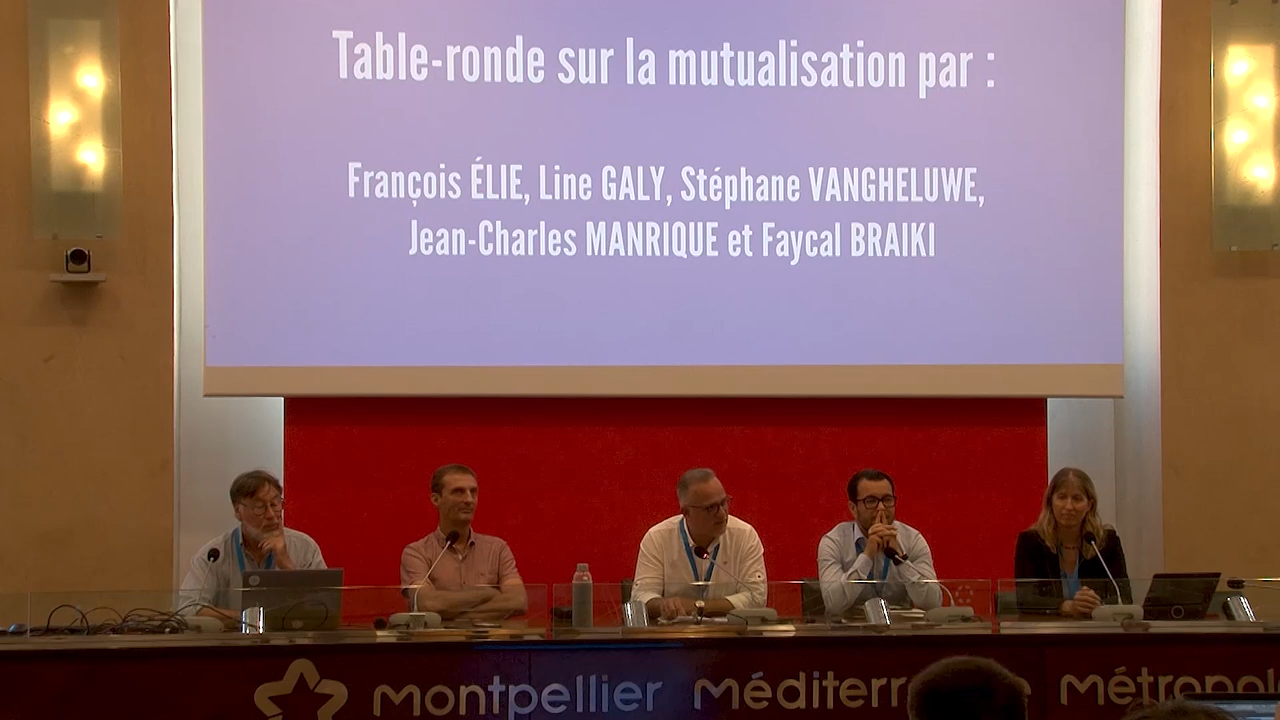 Table-ronde sur la mutualisation par :
François ÉLIE, Line GALY, Stéphane VANGHELUWE,
Jean-Charles MANRIQUE et Faycal BRAIKI
montpellier